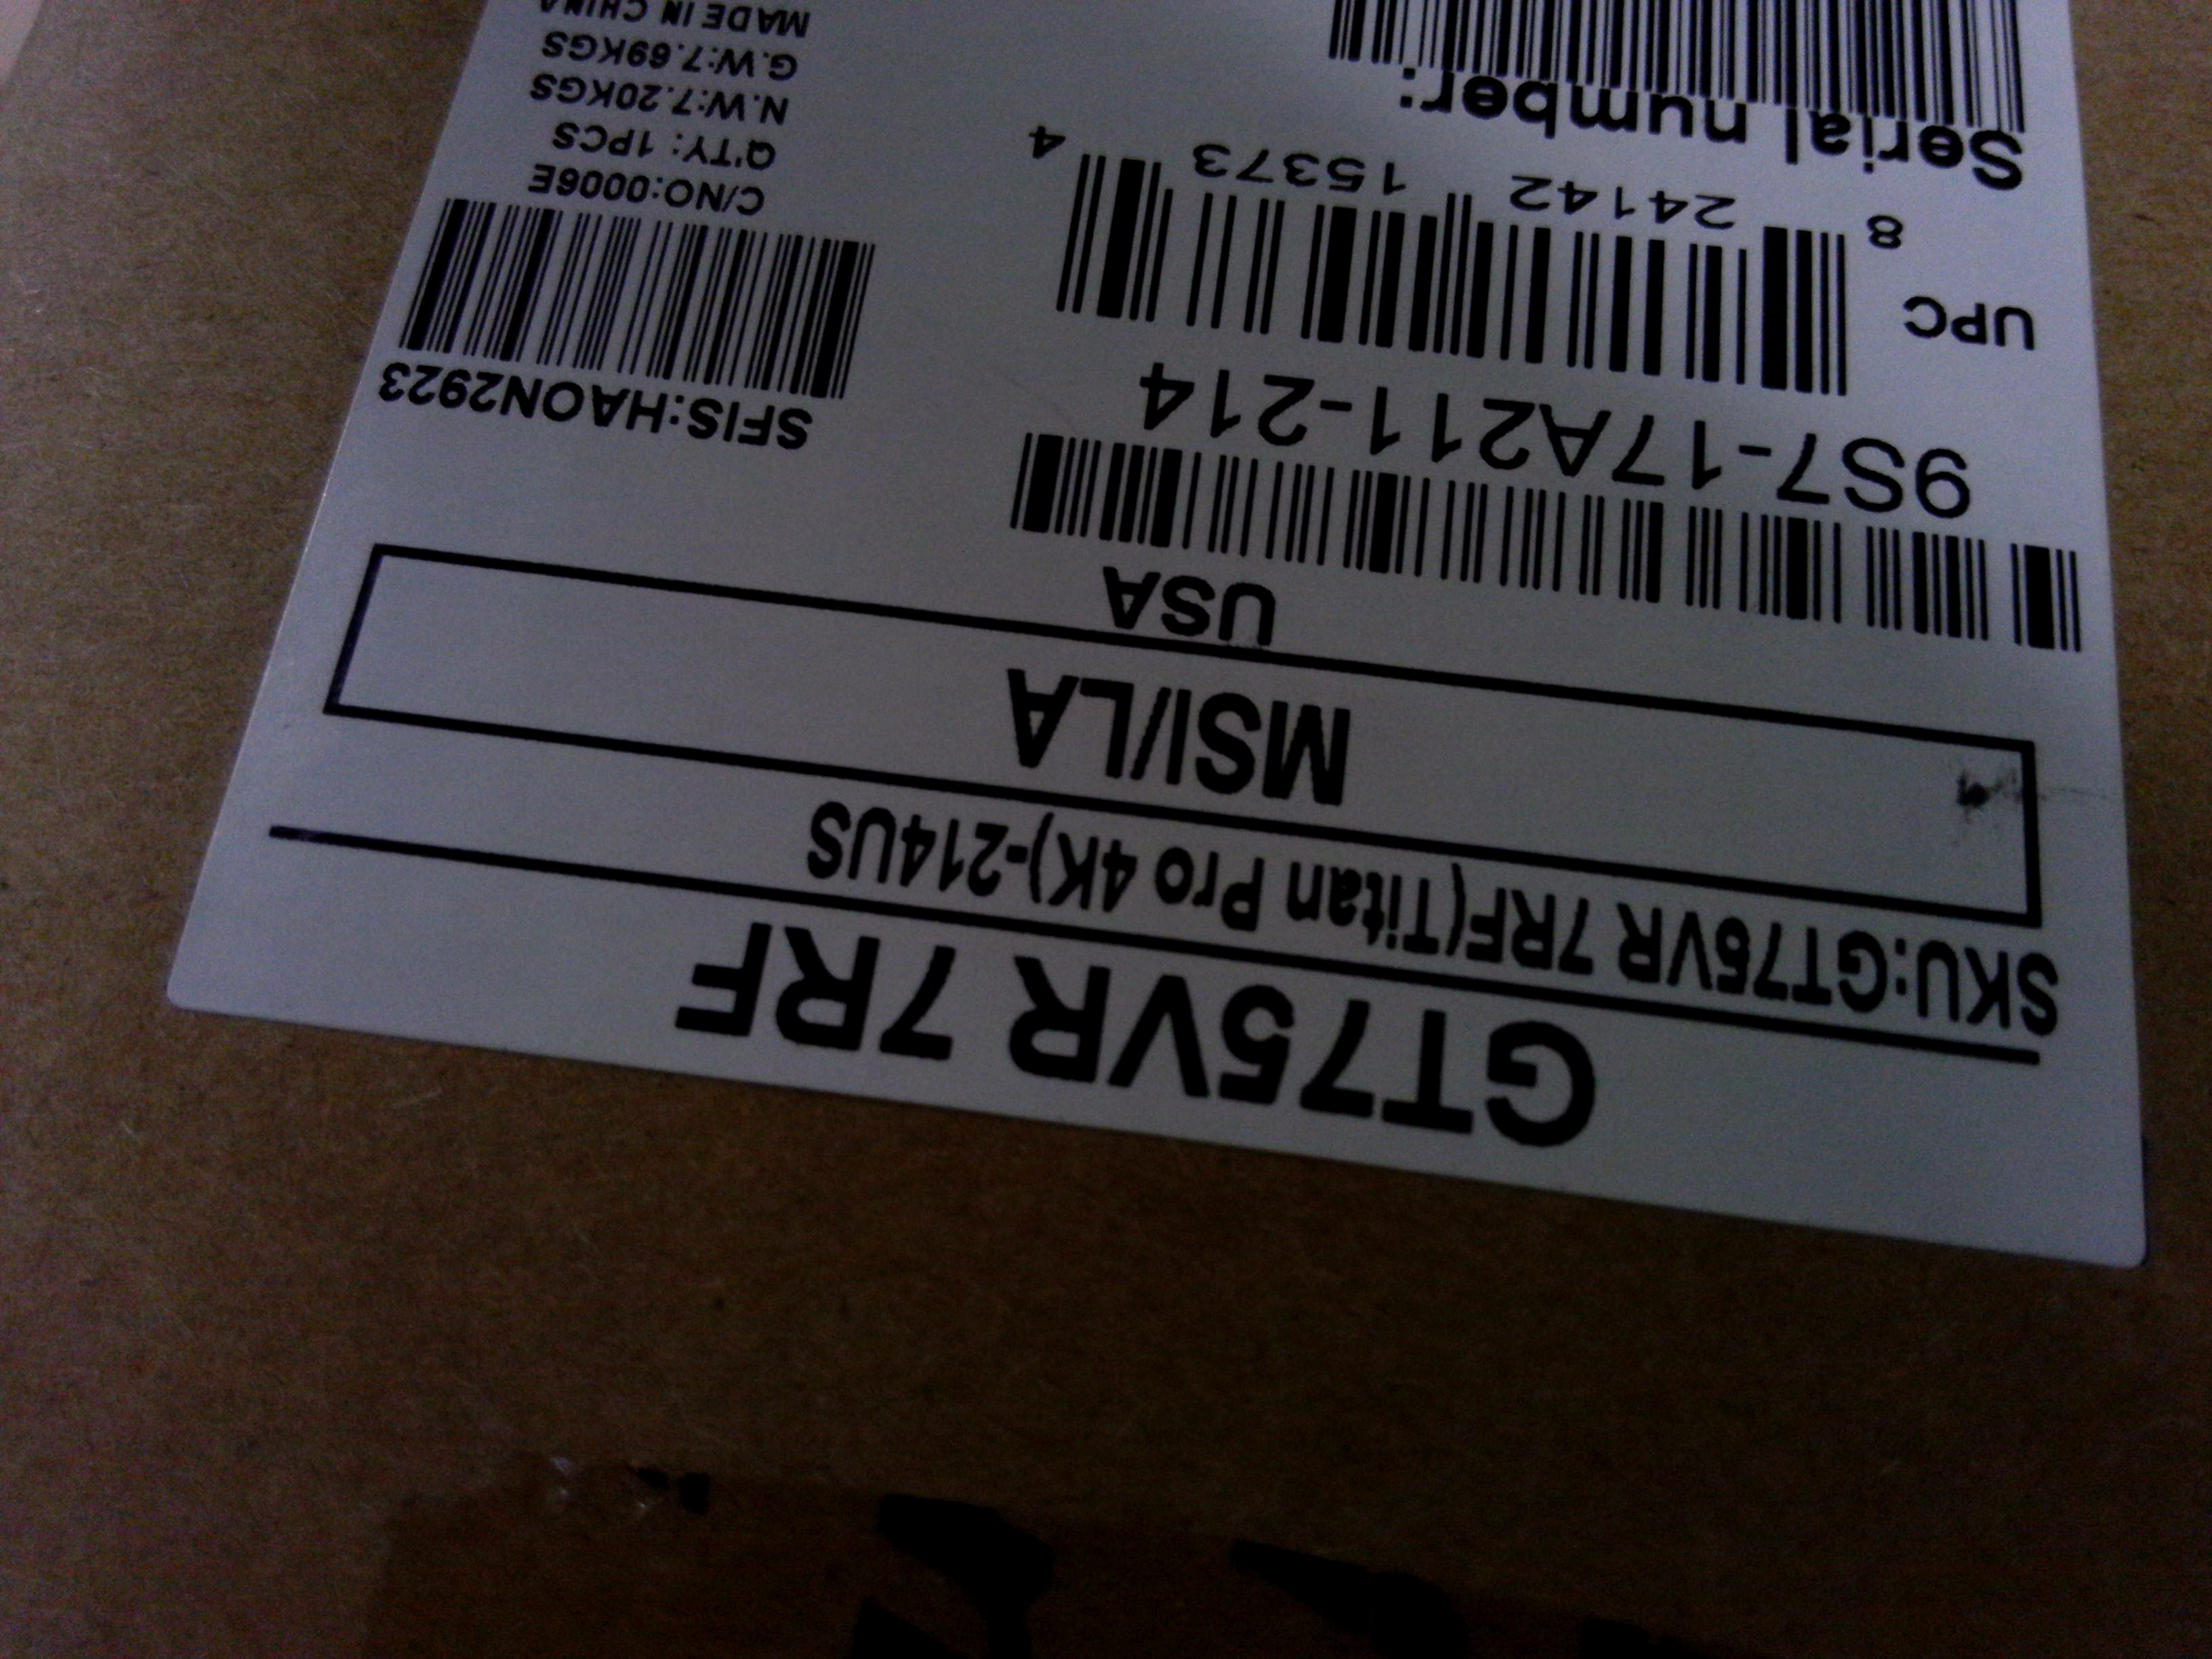 GT75VR 7RF
SKU:GT75VR 7RF(Titan Pro 4K)-214US
MSI/LA
USA
9S7-17A211-214
UPC
8 24142 15373 4
Serial number:
SFIS:HAON2923
C/NO:0006E
Q'TY: 1PCS
N.W:7.20KGS
G.W:7.69KGS
MADE IN CHINA